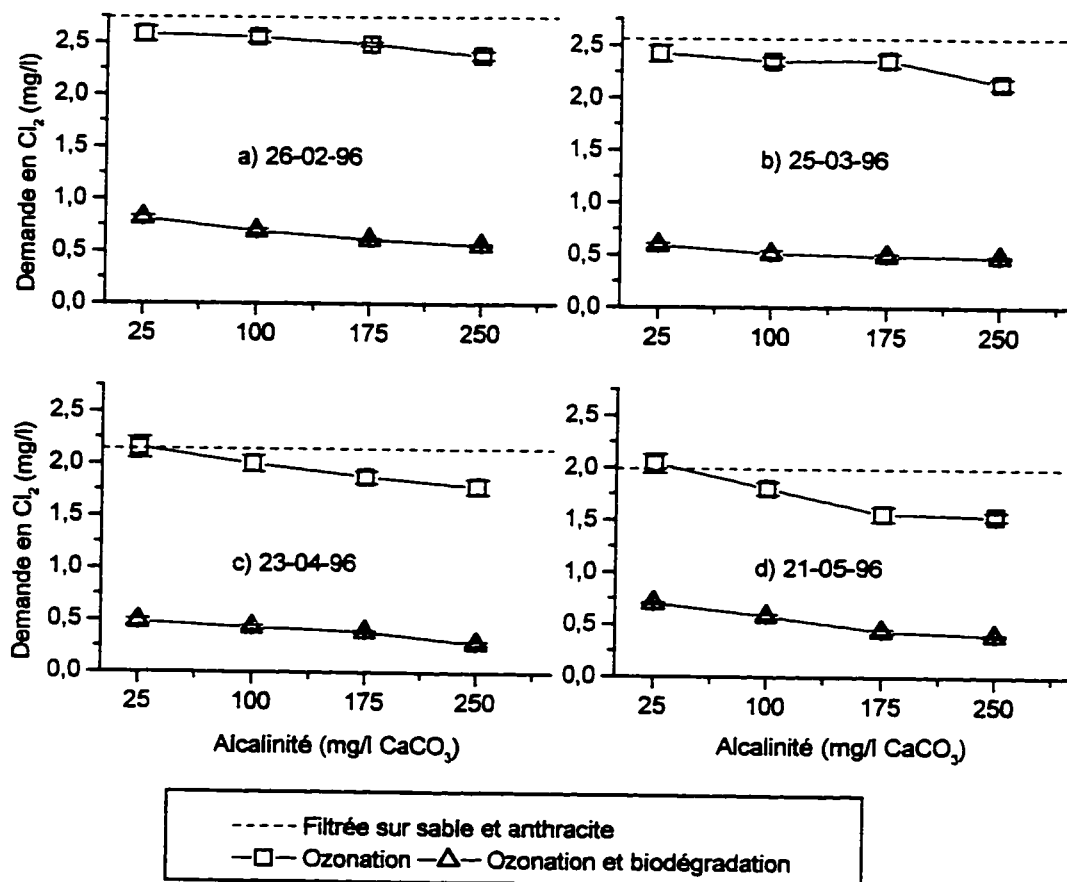 2,5
2,0
1,5
1,0
0,5
0,0
Demande en Cl₂ (mg/l)
a) 26-02-96
25 100 175 250
2,5
2,0
1,5
1,0
0,5
0,0
b) 25-03-96
25 100 175 250
2,5
2,0
1,5
1,0
0,5
0,0
Demande en Cl₂ (mg/l)
c) 23-04-96
25 100 175 250
Alcalinité (mg/l CaCO₃)
2,5
2,0
1,5
1,0
0,5
0,0
d) 21-05-96
25 100 175 250
Alcalinité (mg/l CaCO₃)
Filtrée sur sable et anthracite
Ozonation Ozonation et biodégradation